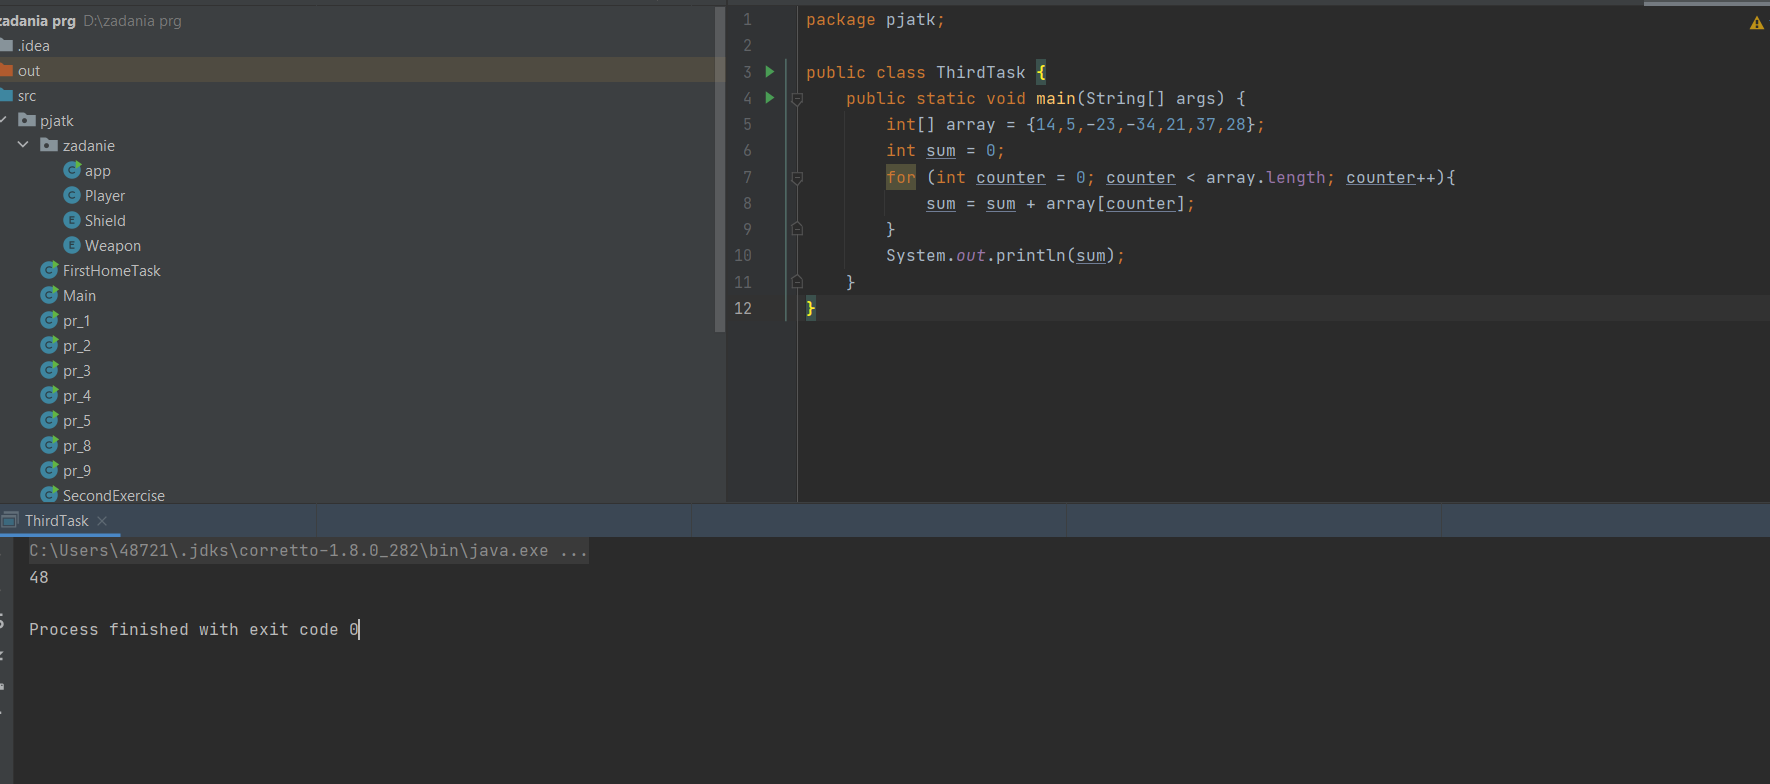 zadania prg D:\zadania prg
.idea
out
src
pjatk
zadanie
app
Player
Shield
Weapon
FirstHomeTask
Main
pr_1
pr_2
pr_3
pr_4
pr_5
pr_8
pr_9
SecondExercise
1 package pjatk;
2
3 public class ThirdTask {
4 public static void main(String[] args) {
5 int[] array = {14,5,-23,-34,21,37,28};
6 int sum = 0;
7 for (int counter = 0; counter < array.length; counter++){
8 sum = sum + array[counter];
9 }
10 System.out.println(sum);
11 }
12 }
ThirdTask
C:\Users\48721\.jdks\corretto-1.8.0_282\bin\java.exe ...
48
Process finished with exit code 0